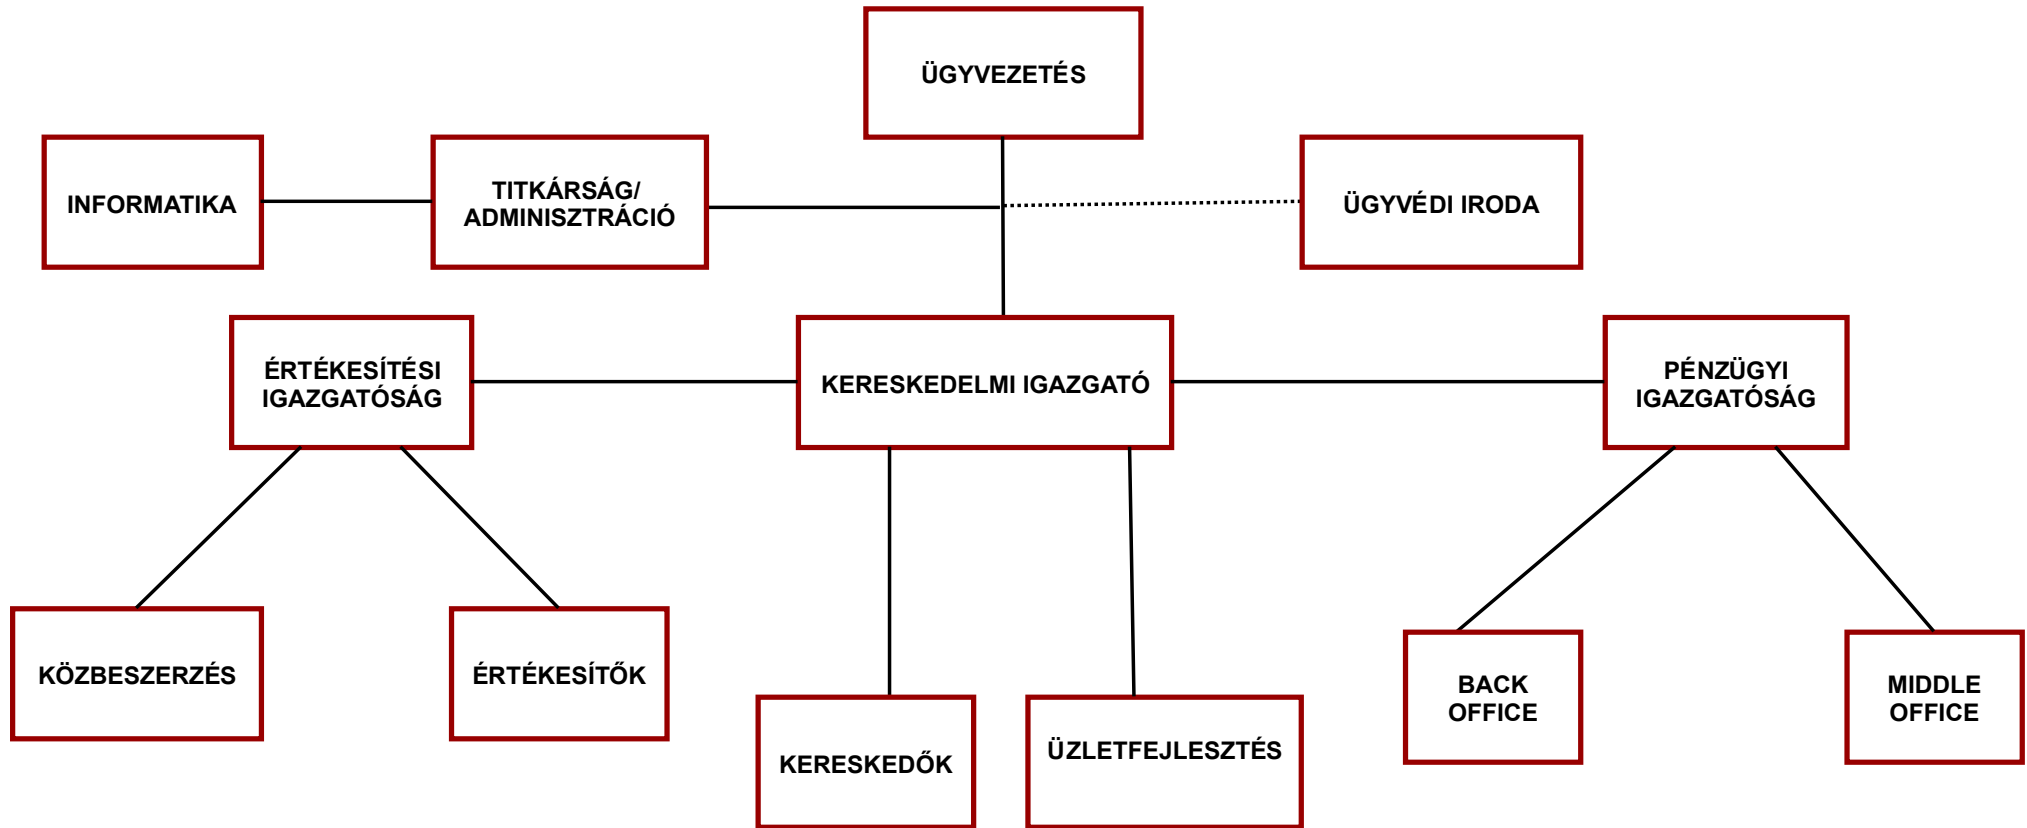 ÜGYVEZETÉS
INFORMATIKA
TITKÁRSÁG/
ADMINISZTRÁCIÓ
ÜGYVÉDI IRODA
ÉRTÉKESÍTÉSI
IGAZGATÓSÁG
KERESKEDELMI IGAZGATÓ
PÉNZÜGYI
IGAZGATÓSÁG
KÖZBESZERZÉS
ÉRTÉKESÍTŐK
KERESKEDŐK
ÜZLETFEJLESZTÉS
BACK
OFFICE
MIDDLE
OFFICE